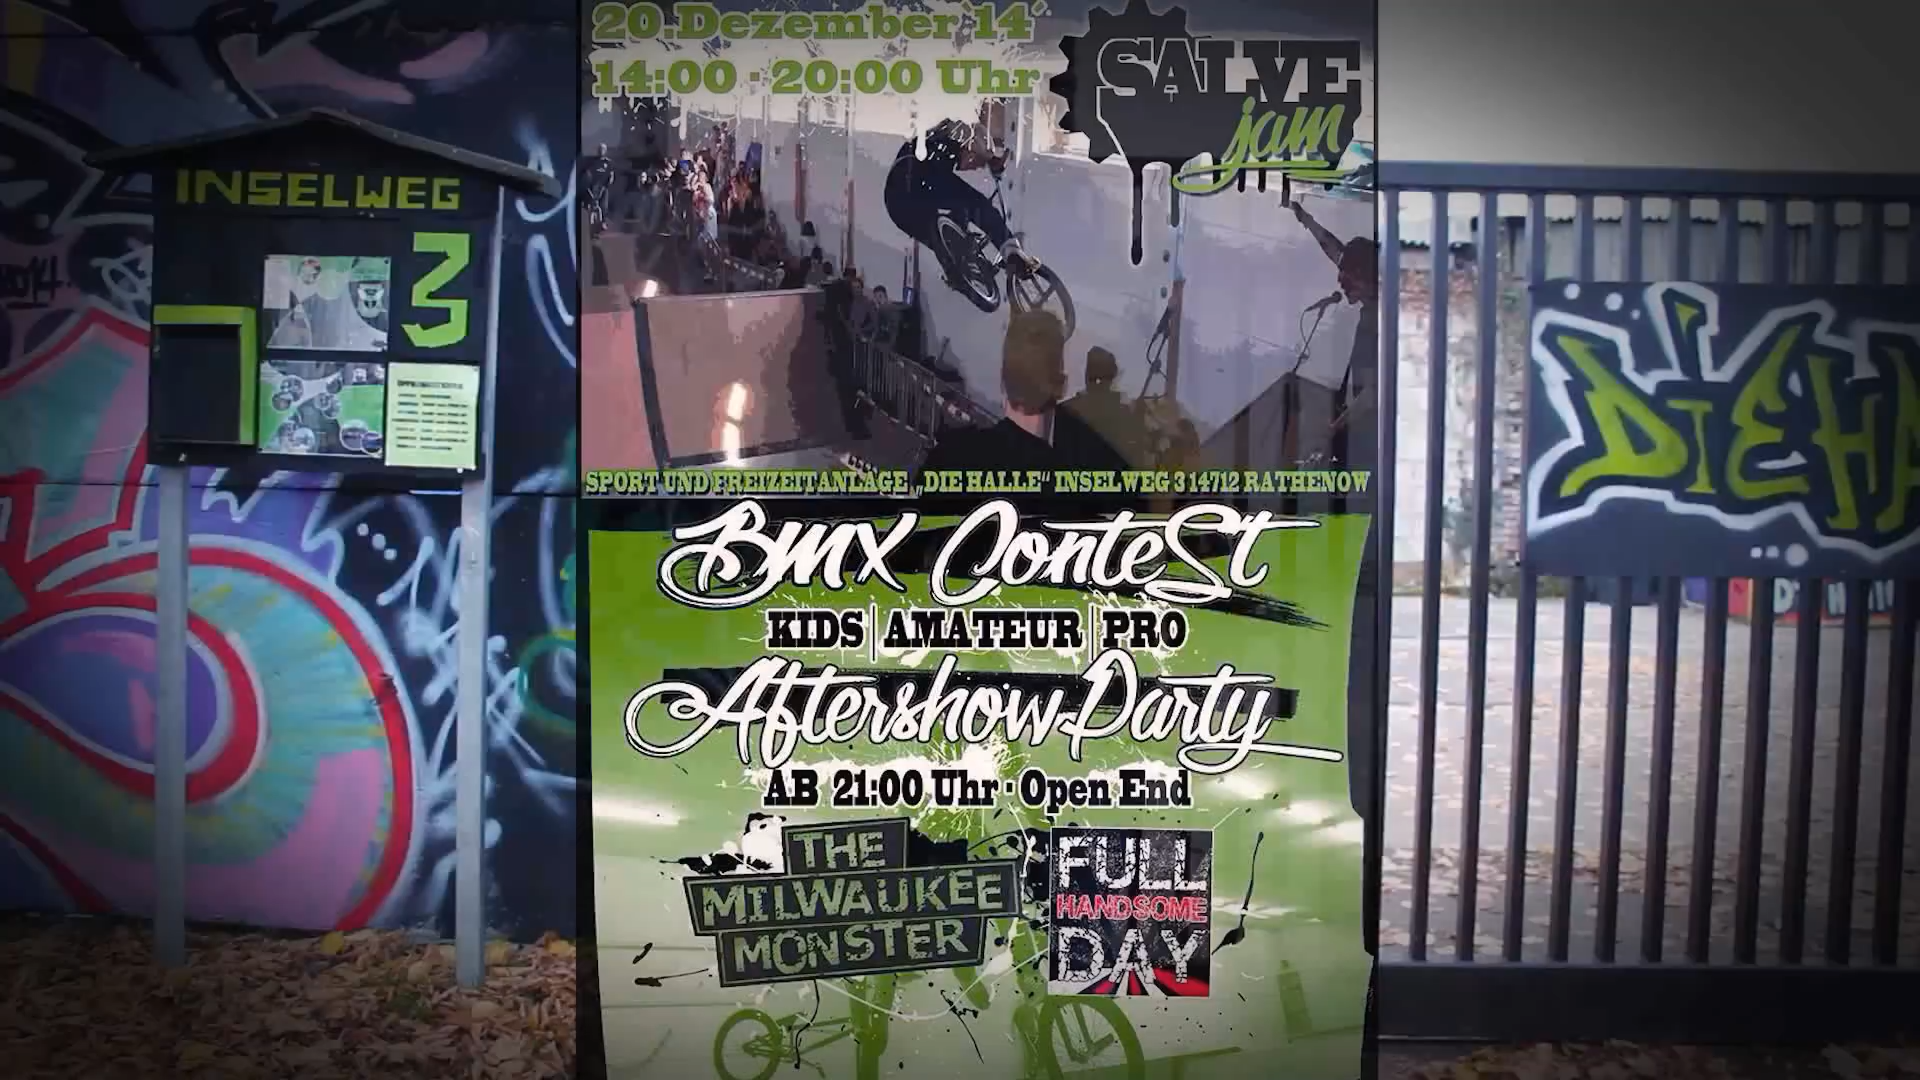 INSELWEG
3
20.Dezember´14´
14:00 · 20:00 Uhr
SALVE
jam
SPORT UND FREIZEITANLAGE „DIE HALLE“ INSELWEG 3 14712 RATHENOW
BMX Contest
KIDS|AMATEUR|PRO
Aftershow Party
AB 21:00 Uhr · Open End
THE
MILWAUKEE
MONSTER
FULL
HANDSOME
DAY
DIE HA